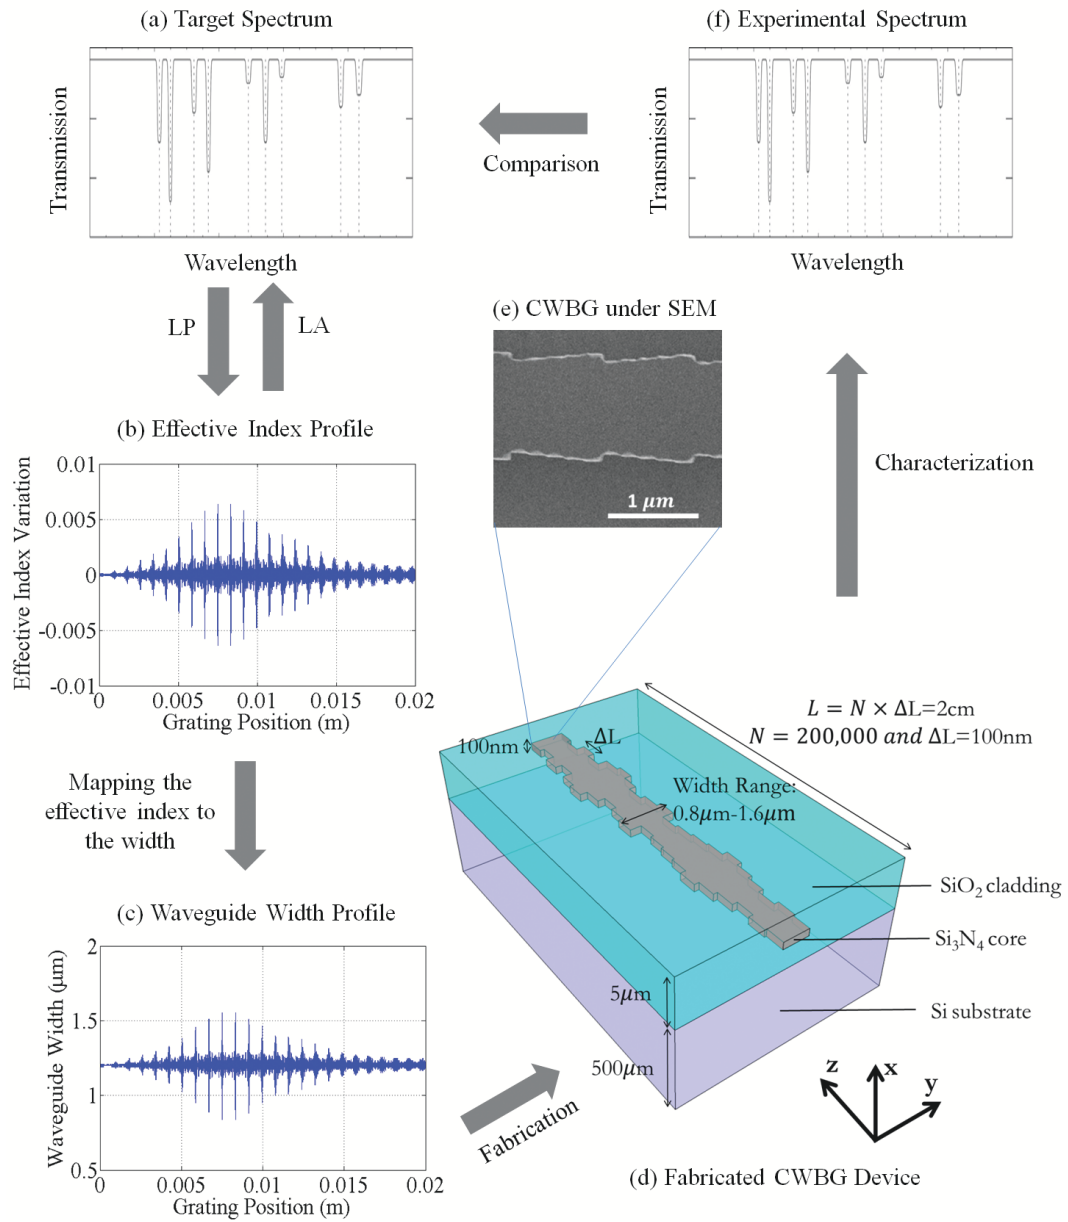 (a) Target Spectrum
Transmission
Wavelength
(f) Experimental Spectrum
Transmission
Wavelength
Comparison
LP
LA
(e) CWBG under SEM
1 μm
Characterization
(b) Effective Index Profile
Effective Index Variation
0.01
0.005
0
-0.005
-0.01
0 0.005 0.01 0.015 0.02
Grating Position (m)
Mapping the
effective index to
the width
(c) Waveguide Width Profile
Waveguide Width (μm)
2
1.5
1
0.5
0 0.005 0.01 0.015 0.02
Grating Position (m)
Fabrication
L = N × ΔL=2cm
N = 200,000 and ΔL=100nm
100nm
ΔL
Width Range:
0.8μm-1.6μm
SiO₂ cladding
Si₃N₄ core
Si substrate
5μm
500μm
z
x
y
(d) Fabricated CWBG Device